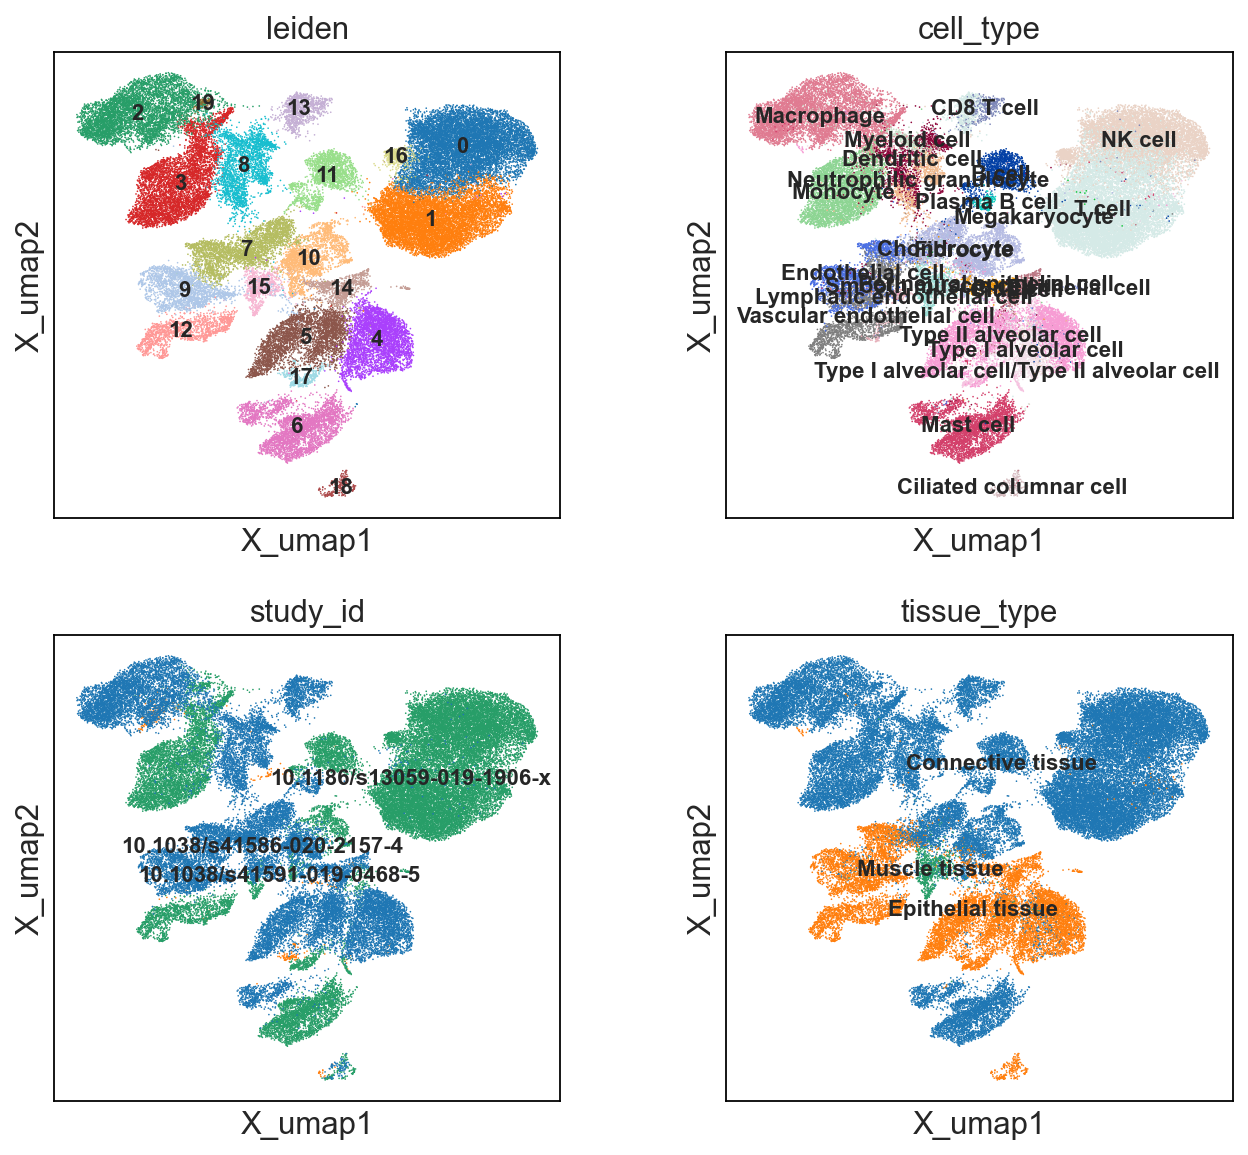 leiden
cell_type
2
19
13
0
16
8
11
3
1
7
10
9
15
14
12
5
4
17
6
18
X_umap2
X_umap1
CD8 T cell
Macrophage
NK cell
Myeloid cell
Dendritic cell
Neutrophilic granulocyte
Monocyte
Plasma B cell
T cell
Megakaryocyte
Endothelial cell
Lymphatic endothelial cell
Vascular endothelial cell
Type II alveolar cell
Type I alveolar cell
Type I alveolar cell/Type II alveolar cell
Mast cell
Ciliated columnar cell
X_umap2
X_umap1
study_id
tissue_type
10.1186/s13059-019-1906-x
10.1038/s41586-020-2157-4
10.1038/s41591-019-0468-5
X_umap2
X_umap1
Connective tissue
Muscle tissue
Epithelial tissue
X_umap2
X_umap1